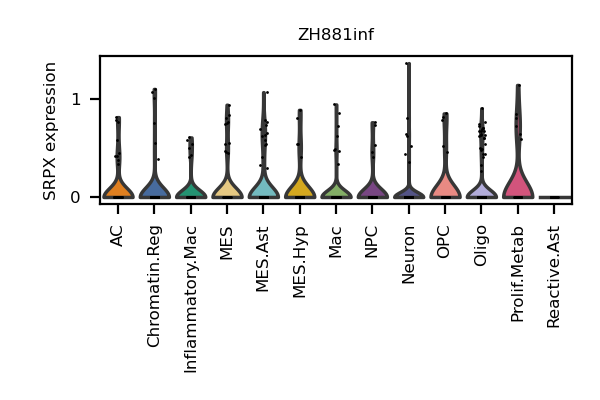 ZH881inf
SRPX expression
1
0
AC
Chromatin.Reg
Inflammatory.Mac
MES
MES.Ast
MES.Hyp
Mac
NPC
Neuron
OPC
Oligo
Prolif.Metab
Reactive.Ast